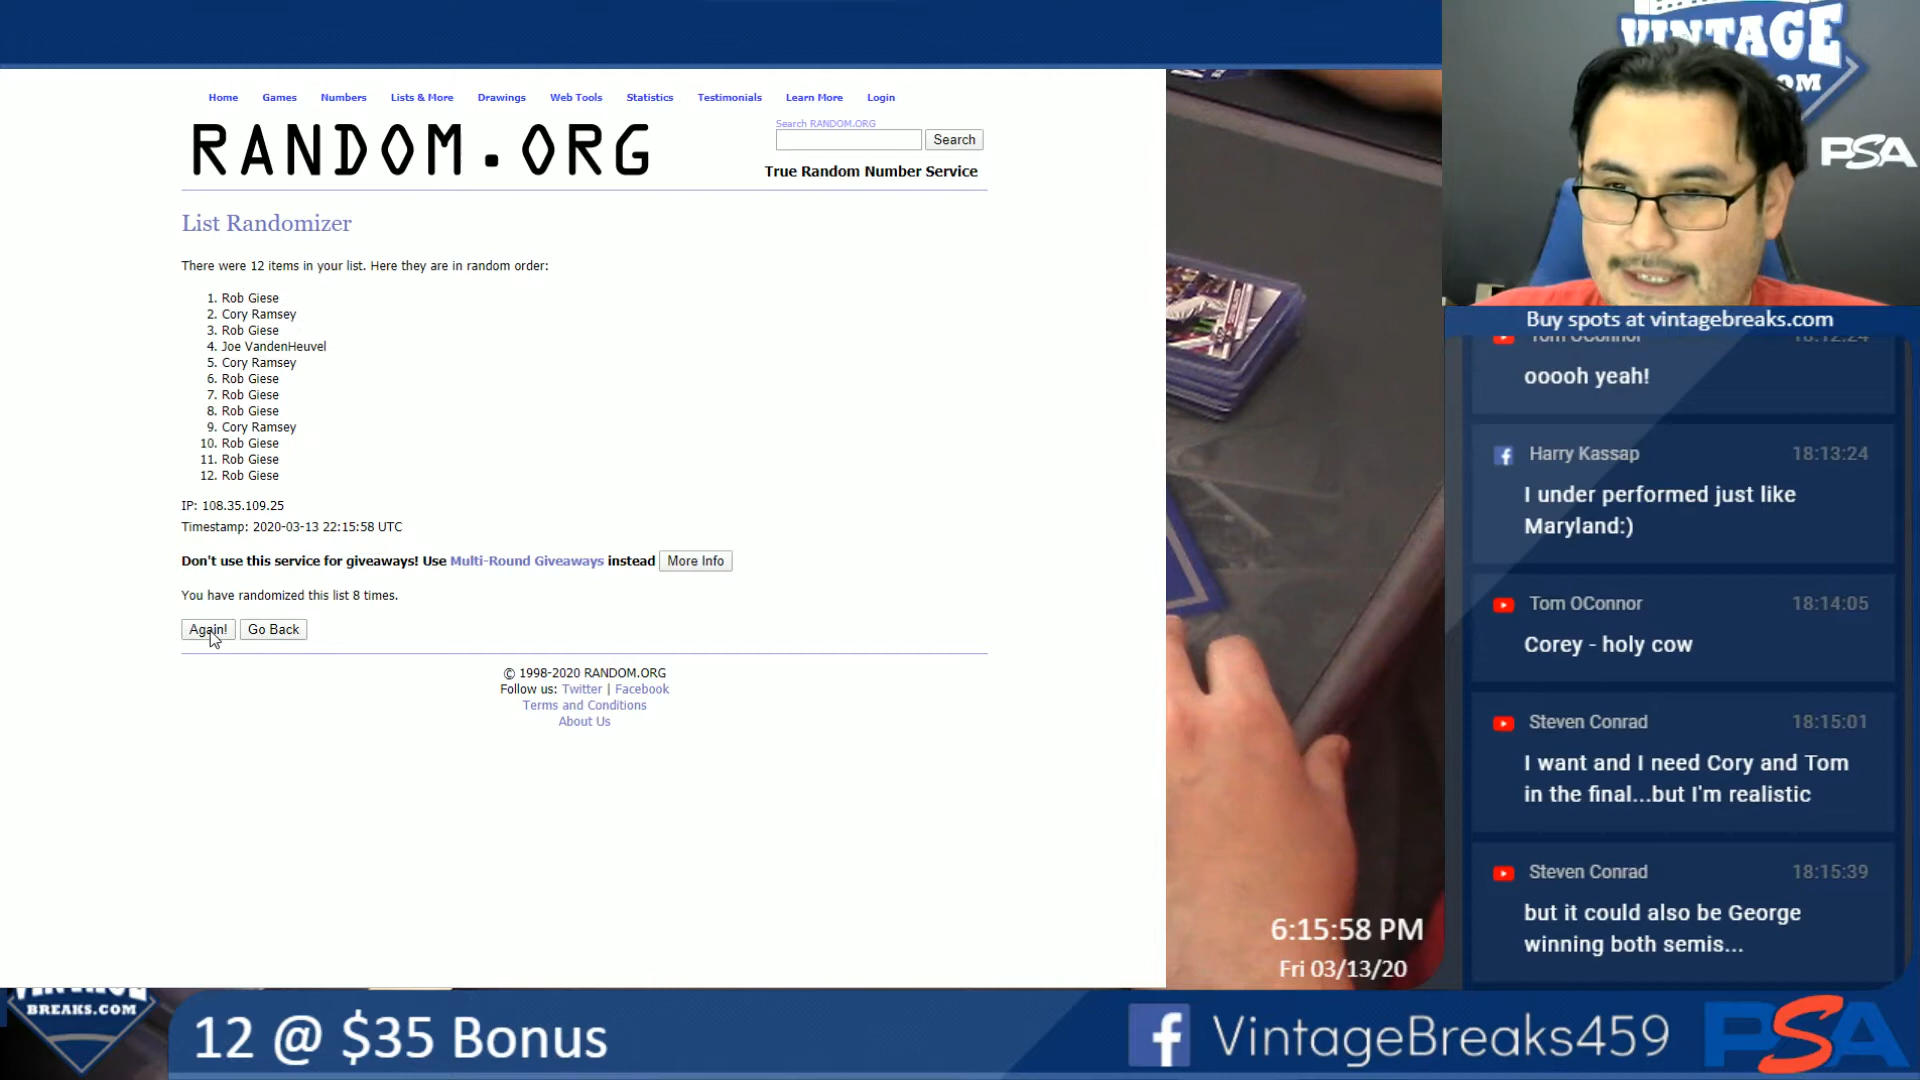 Home Games Numbers Lists & More Drawings Web Tools Statistics Testimonials Learn More Login
RANDOM.ORG
Search RANDOM.ORG
Search
True Random Number Service
List Randomizer
There were 12 items in your list. Here they are in random order:
1. Rob Giese
2. Cory Ramsey
3. Rob Giese
4. Joe VandenHeuvel
5. Cory Ramsey
6. Rob Giese
7. Rob Giese
8. Rob Giese
9. Cory Ramsey
10. Rob Giese
11. Rob Giese
12. Rob Giese
IP: 108.35.109.25
Timestamp: 2020-03-13 22:15:58 UTC
Don't use this service for giveaways! Use Multi-Round Giveaways instead More Info
You have randomized this list 8 times.
Again! Go Back
© 1998-2020 RANDOM.ORG
Follow us: Twitter | Facebook
Terms and Conditions
About Us
VINTAGE
OM
PSA
Buy spots at vintagebreaks.com
Tom OConnor 18:12:24
ooooh yeah!
Harry Kassap 18:13:24
I under performed just like
Maryland:)
Tom OConnor 18:14:05
Corey - holy cow
Steven Conrad 18:15:01
I want and I need Cory and Tom
in the final...but I'm realistic
Steven Conrad 18:15:39
but it could also be George
winning both semis...
6:15:58 PM
Fri 03/13/20
VINTAGE
BREAKS.COM
12 @ $35 Bonus
VintageBreaks459
PSA